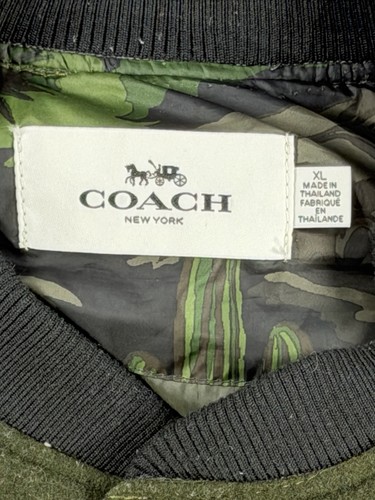 COACH
NEW YORK
XL
MADE IN
THAILAND
FABRIQUÉ
EN
THAÏLANDE